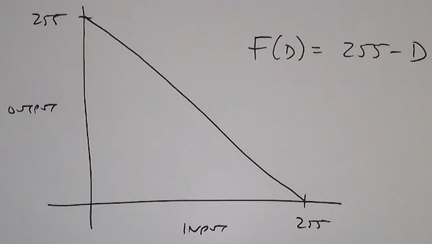 255
F(D) = 255 - D
OUTPUT
INPUT
255